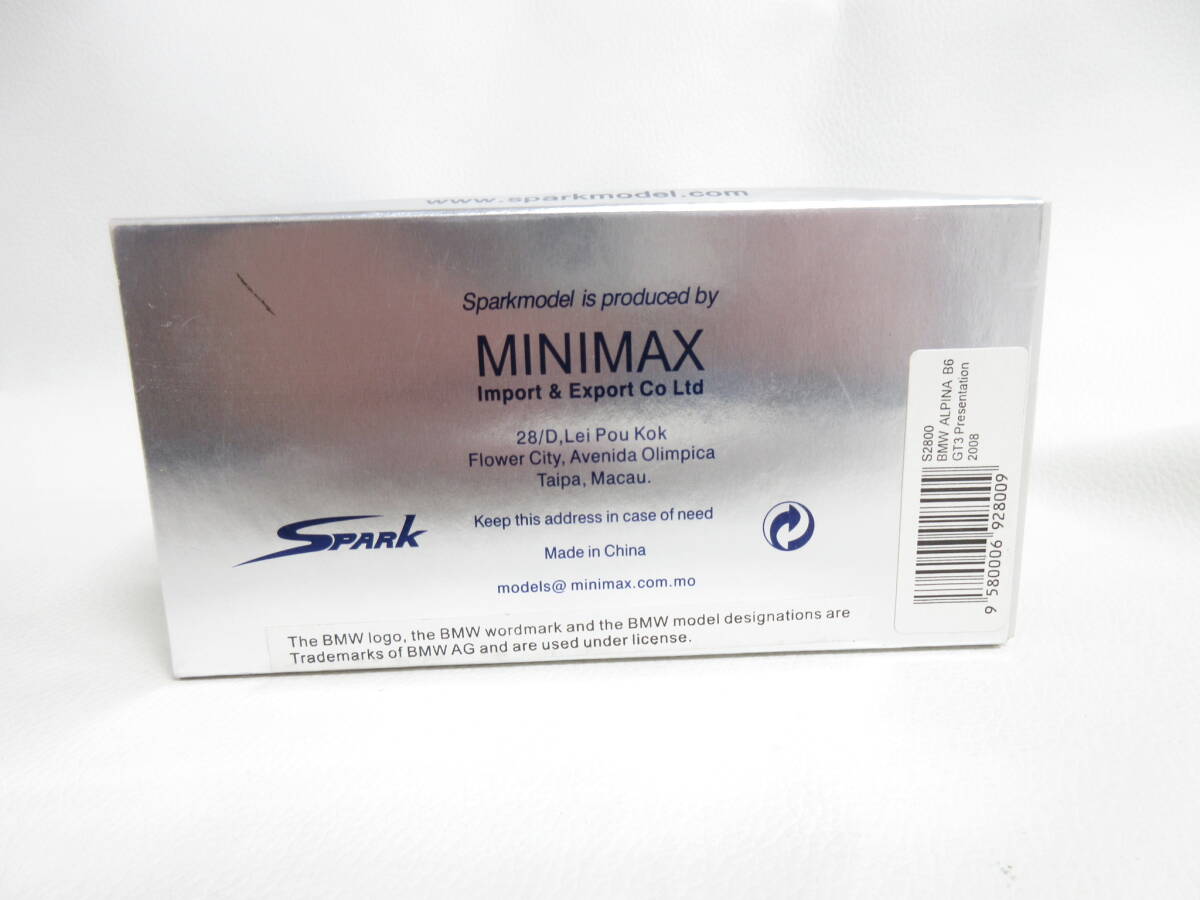 www.sparkmodel.com
Sparkmodel is produced by
MINIMAX
Import & Export Co Ltd
28/D,Lei Pou Kok
Flower City, Avenida Olimpica
Taipa, Macau.
Keep this address in case of need
SPARK
Made in China
models@ minimax.com.mo
The BMW logo, the BMW wordmark and the BMW model designations are
Trademarks of BMW AG and are used under license.
S2800
BMW ALPINA B6
GT3 Presentation
2008
9 580006 928009